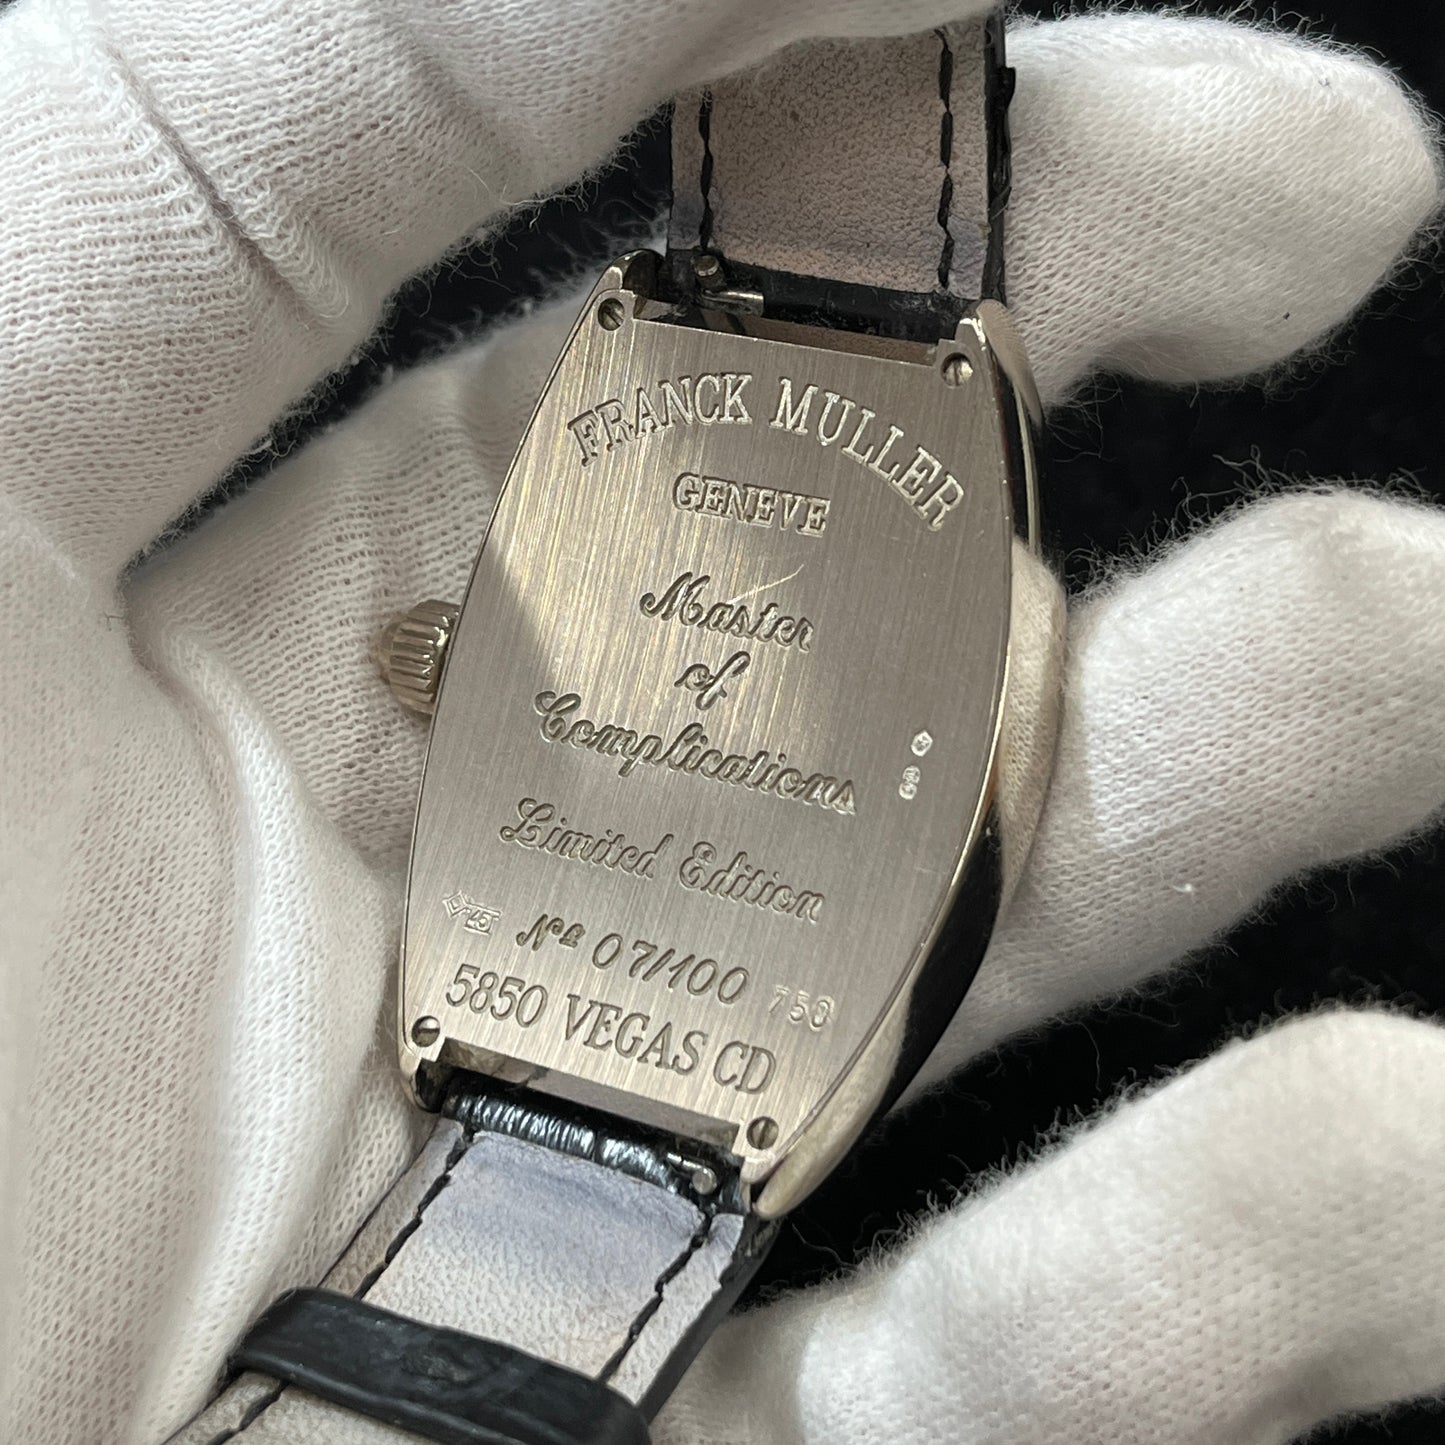 FRANCK MULLER
GENEVE
Master
of
Complications
Limited Edition
Nº 07/100 750
5850 VEGAS CD